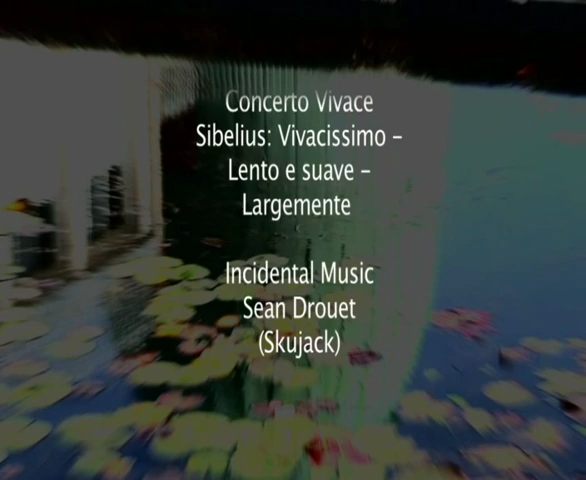 Concerto Vivace
Sibelius: Vivacissimo –
Lento e suave –
Largemente
Incidental Music
Sean Drouet
(Skujack)